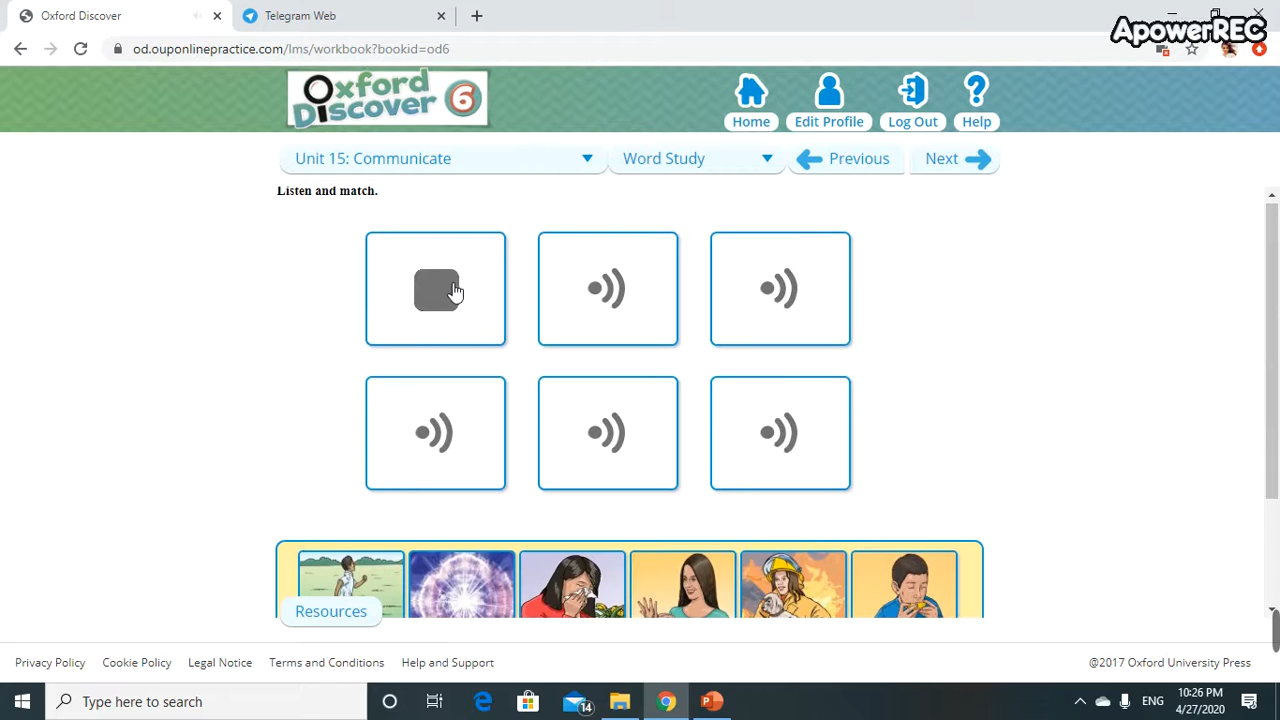 Oxford Discover
Telegram Web
ApowerREC
od.ouponlinepractice.com/lms/workbook?bookid=od6
Oxford
Discover 6
Home
Edit Profile
Log Out
Help
Unit 15: Communicate
Word Study
Previous
Next
Listen and match.
Resources
Privacy Policy
Cookie Policy
Legal Notice
Terms and Conditions
Help and Support
@2017 Oxford University Press
Type here to search
14
ENG
10:26 PM
4/27/2020